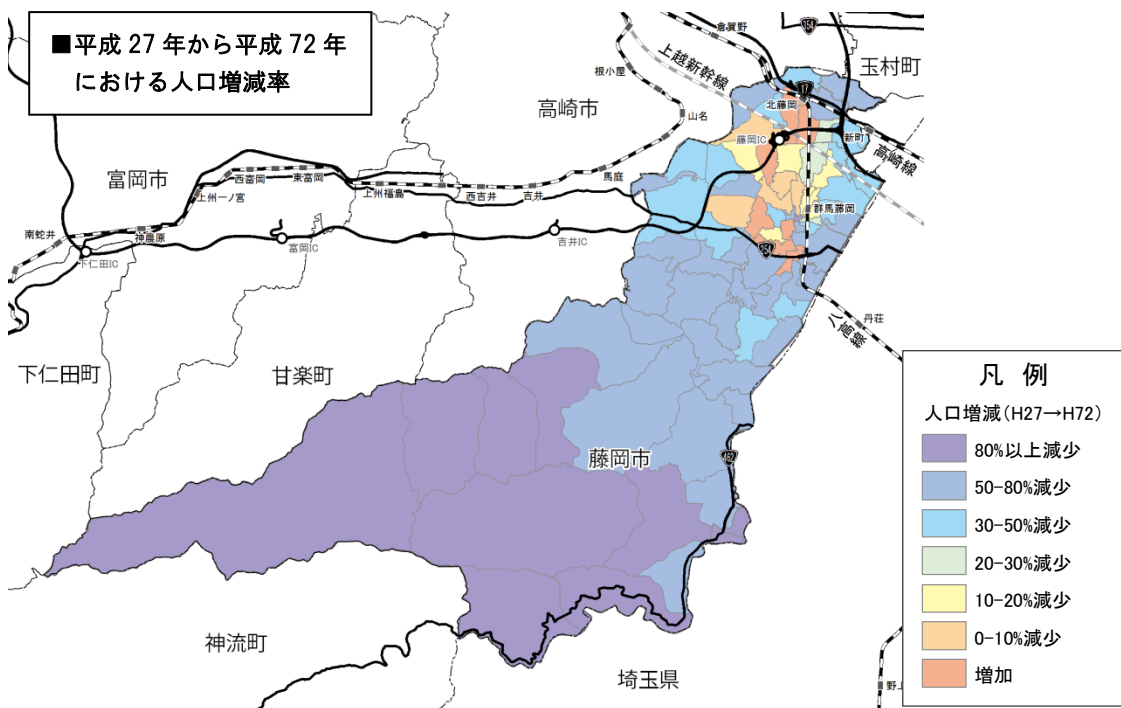 ■平成 27 年から平成 72 年
における人口増減率
倉賀野
354
玉村町
上越新幹線
根小屋
17
北藤岡
高崎市
山名
藤岡IC
新町
高崎線
富岡市
西富岡
東富岡
馬庭
上州一ノ宮
上州福島
西吉井
吉井
群馬藤岡
南蛇井
神農原
富岡IC
吉井IC
254
下仁田IC
丹荘
八高線
下仁田町
甘楽町
藤岡市
462
神流町
埼玉県
野上
凡 例
人口増減(H27→H72)
80%以上減少
50-80%減少
30-50%減少
20-30%減少
10-20%減少
0-10%減少
増加